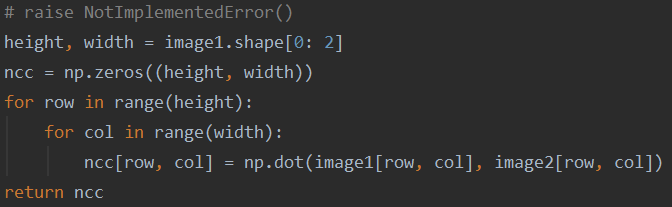 # raise NotImplementedError()
height, width = image1.shape[0: 2]
ncc = np.zeros((height, width))
for row in range(height):
    for col in range(width):
        ncc[row, col] = np.dot(image1[row, col], image2[row, col])
return ncc